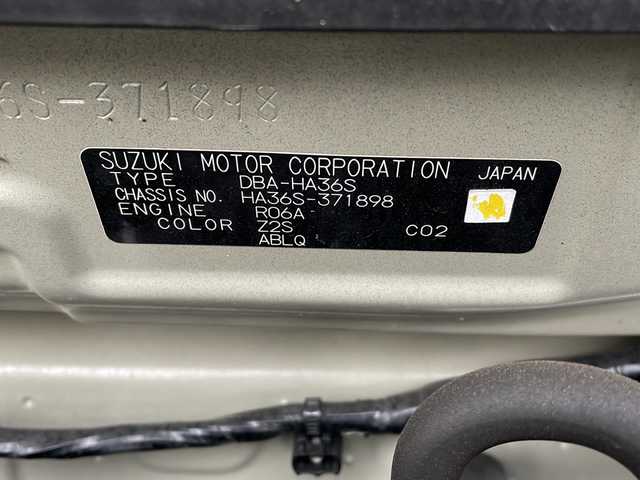 6S-371898
SUZUKI MOTOR CORPORATION JAPAN
TYPE DBA-HA36S
CHASSIS NO. HA36S-371898
ENGINE R06A
COLOR Z2S C02
ABLQ